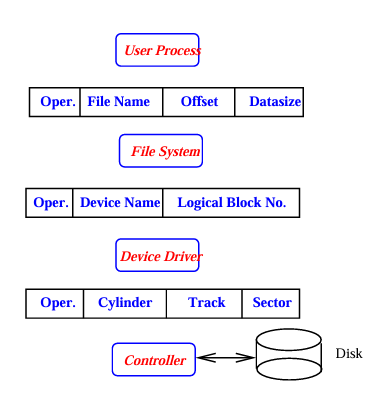 User Process
Oper. File Name Offset Datasize
File System
Oper. Device Name Logical Block No.
Device Driver
Oper. Cylinder Track Sector
Controller
Disk